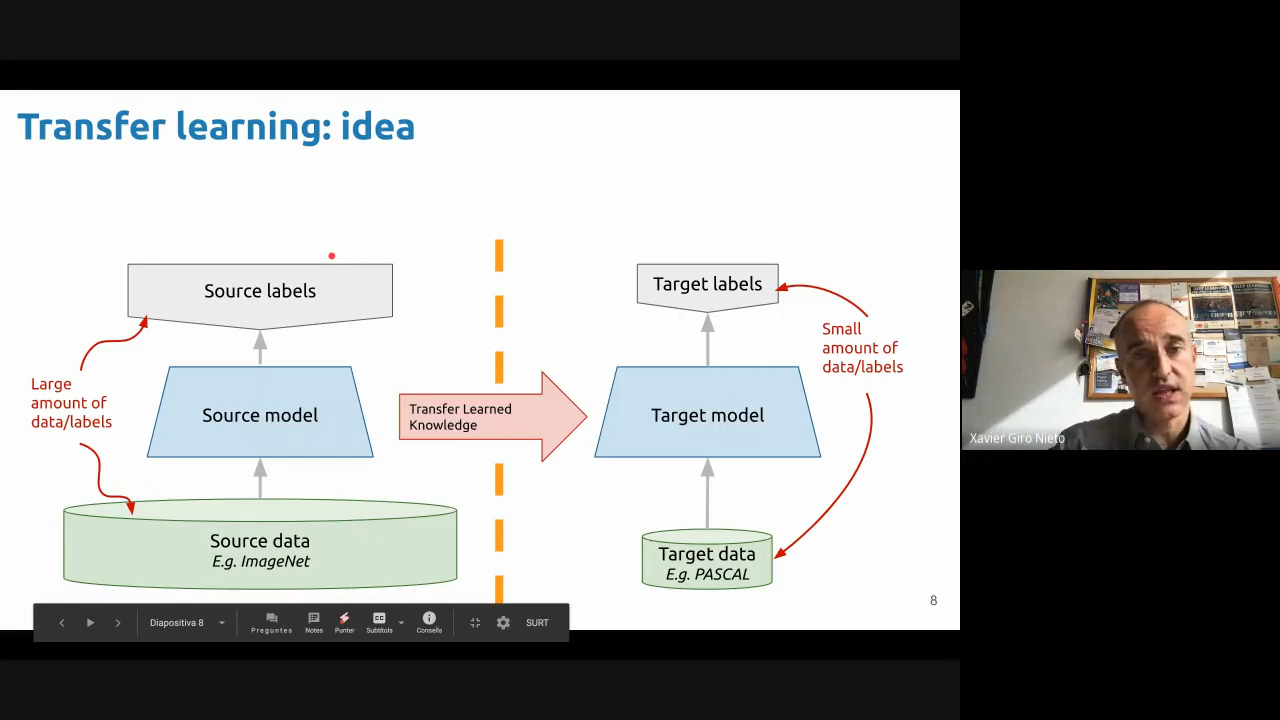 Transfer learning: idea
Source labels
Large
amount of
data/labels
Source model
Source data
E.g. ImageNet
Transfer Learned
Knowledge
Target labels
Small
amount of
data/labels
Target model
Target data
E.g. PASCAL
8
Diapositiva 8
Preguntes
Notes
Punter
Subtítols
Consells
SURT
Xavier Giro Nieto